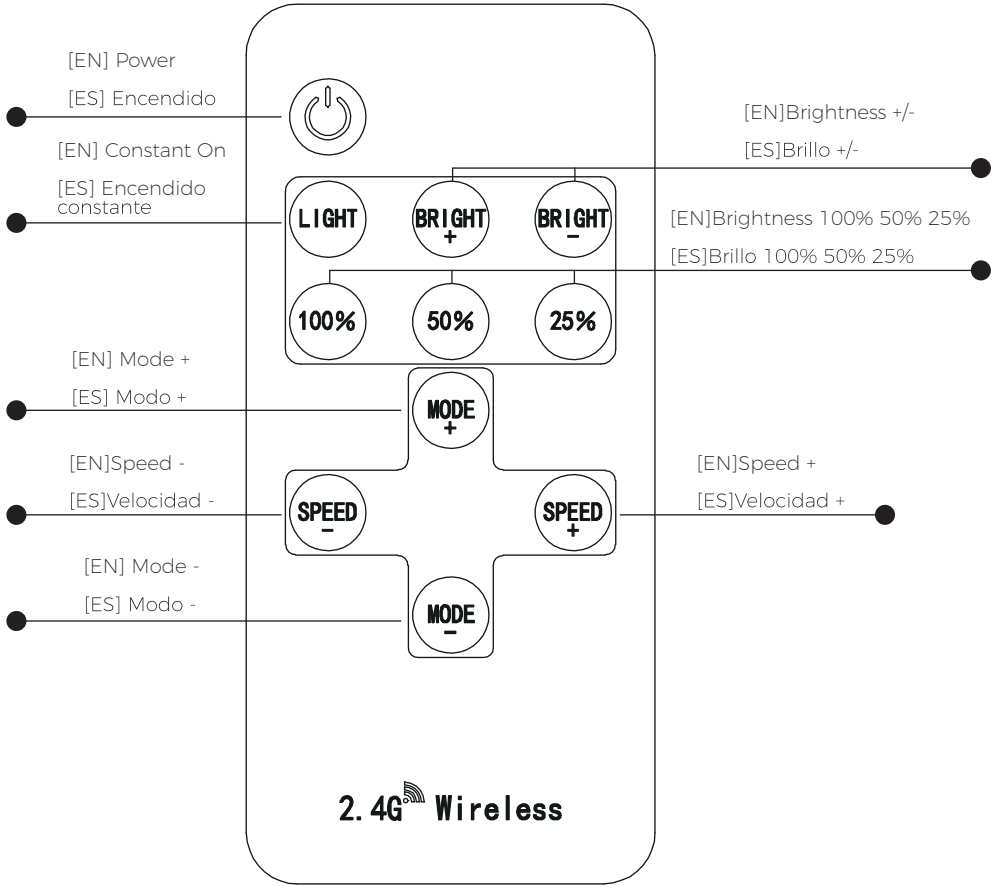 [EN] Power
[ES] Encendido
[EN] Constant On
[ES] Encendido
constante
[EN]Brightness +/-
[ES]Brillo +/-
LIGHT
BRIGHT
+
BRIGHT
-
[EN]Brightness 100% 50% 25%
[ES]Brillo 100% 50% 25%
100%
50%
25%
[EN] Mode +
[ES] Modo +
MODE
+
[EN]Speed -
[ES]Velocidad -
SPEED
-
SPEED
+
[EN]Speed +
[ES]Velocidad +
[EN] Mode -
[ES] Modo -
MODE
-
2.4G Wireless